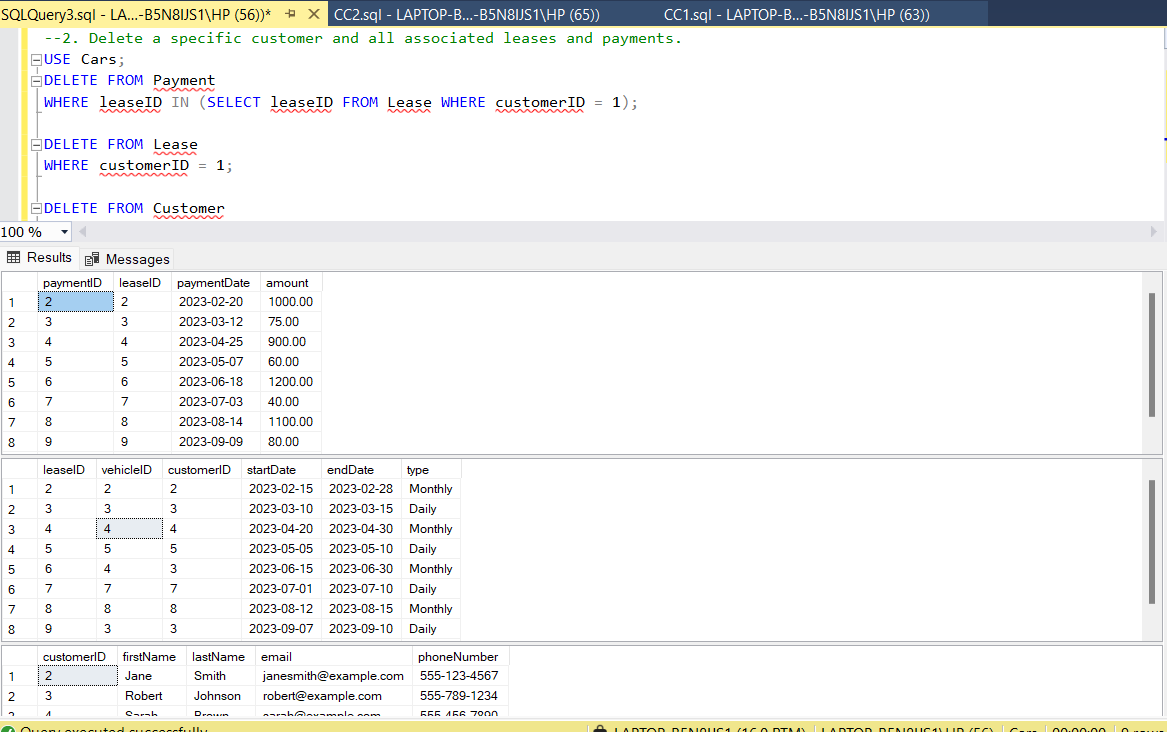 SQLQuery3.sql - LA...-B5N8IJS1\HP (56))* CC2.sql - LAPTOP-B...-B5N8IJS1\HP (65)) CC1.sql - LAPTOP-B...-B5N8IJS1\HP (63))
--2. Delete a specific customer and all associated leases and payments.
USE Cars;
DELETE FROM Payment
WHERE leaseID IN (SELECT leaseID FROM Lease WHERE customerID = 1);
DELETE FROM Lease
WHERE customerID = 1;
DELETE FROM Customer
100 %
Results Messages
paymentID leaseID paymentDate amount
1 2 2 2023-02-20 1000.00
2 3 3 2023-03-12 75.00
3 4 4 2023-04-25 900.00
4 5 5 2023-05-07 60.00
5 6 6 2023-06-18 1200.00
6 7 7 2023-07-03 40.00
7 8 8 2023-08-14 1100.00
8 9 9 2023-09-09 80.00
leaseID vehicleID customerID startDate endDate type
1 2 2 2 2023-02-15 2023-02-28 Monthly
2 3 3 3 2023-03-10 2023-03-15 Daily
3 4 4 4 2023-04-20 2023-04-30 Monthly
4 5 5 5 2023-05-05 2023-05-10 Daily
5 6 4 3 2023-06-15 2023-06-30 Monthly
6 7 7 7 2023-07-01 2023-07-10 Daily
7 8 8 8 2023-08-12 2023-08-15 Monthly
8 9 3 3 2023-09-07 2023-09-10 Daily
customerID firstName lastName email phoneNumber
1 2 Jane Smith janesmith@example.com 555-123-4567
2 3 Robert Johnson robert@example.com 555-789-1234
3 4 Sarah Brown sarah@example.com 555-456-7890
Query executed successfully LAPTOP-B5N8IJS1 (16.0 RTM) LAPTOP-B5N8IJS1\HP (56) Cars 00:00:00 9 rows